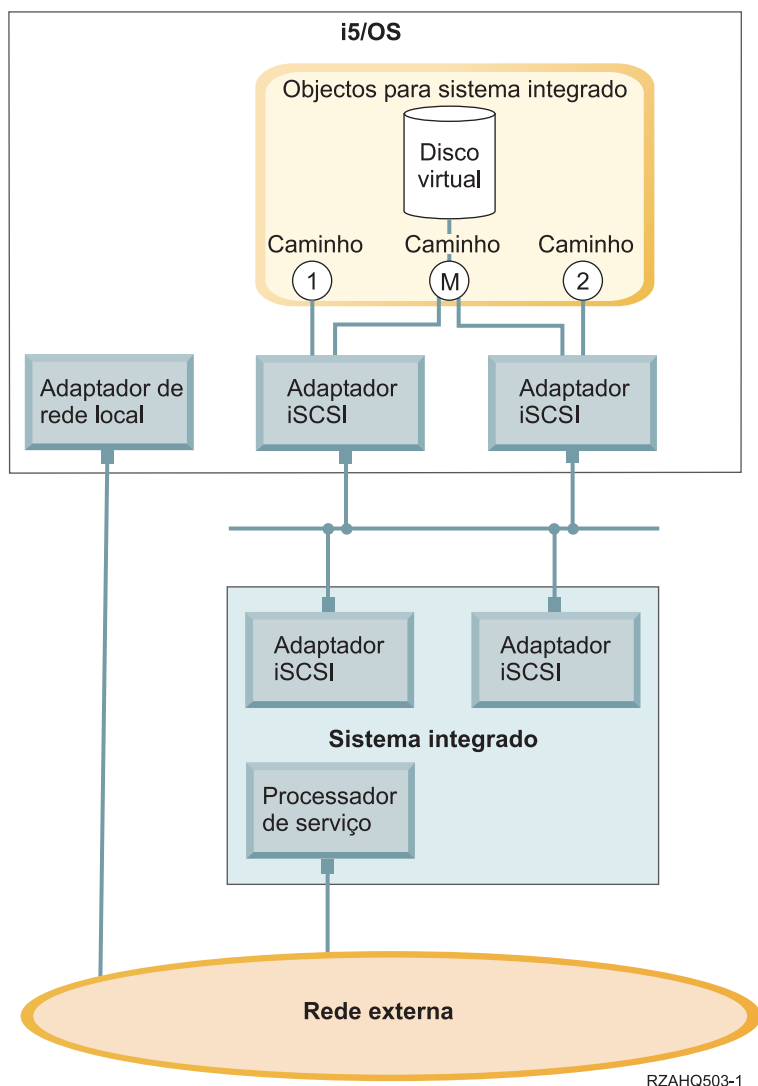 i5/OS
Objectos para sistema integrado
Disco
virtual
Caminho
Caminho
Caminho
1
M
2
Adaptador de
rede local
Adaptador
iSCSI
Adaptador
iSCSI
Adaptador
iSCSI
Adaptador
iSCSI
Sistema integrado
Processador
de serviço
Rede externa
RZAHQ503-1